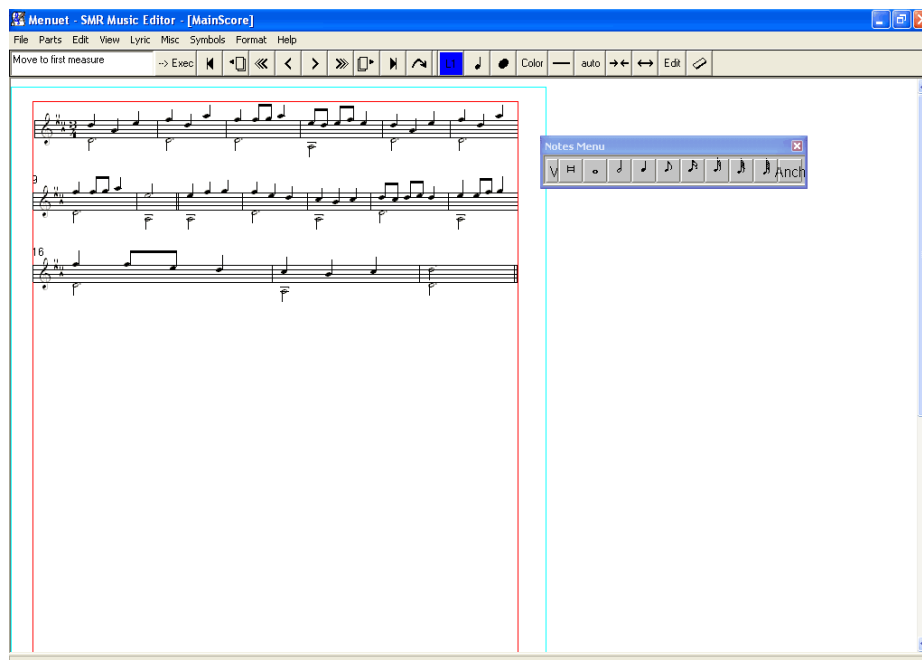 Menuet - SMR Music Editor - [MainScore]
File Parts Edit View Lyric Misc Symbols Format Help
Move to first measure --> Exec L1 Color auto Edit
Notes Menu
V Anch
9
16